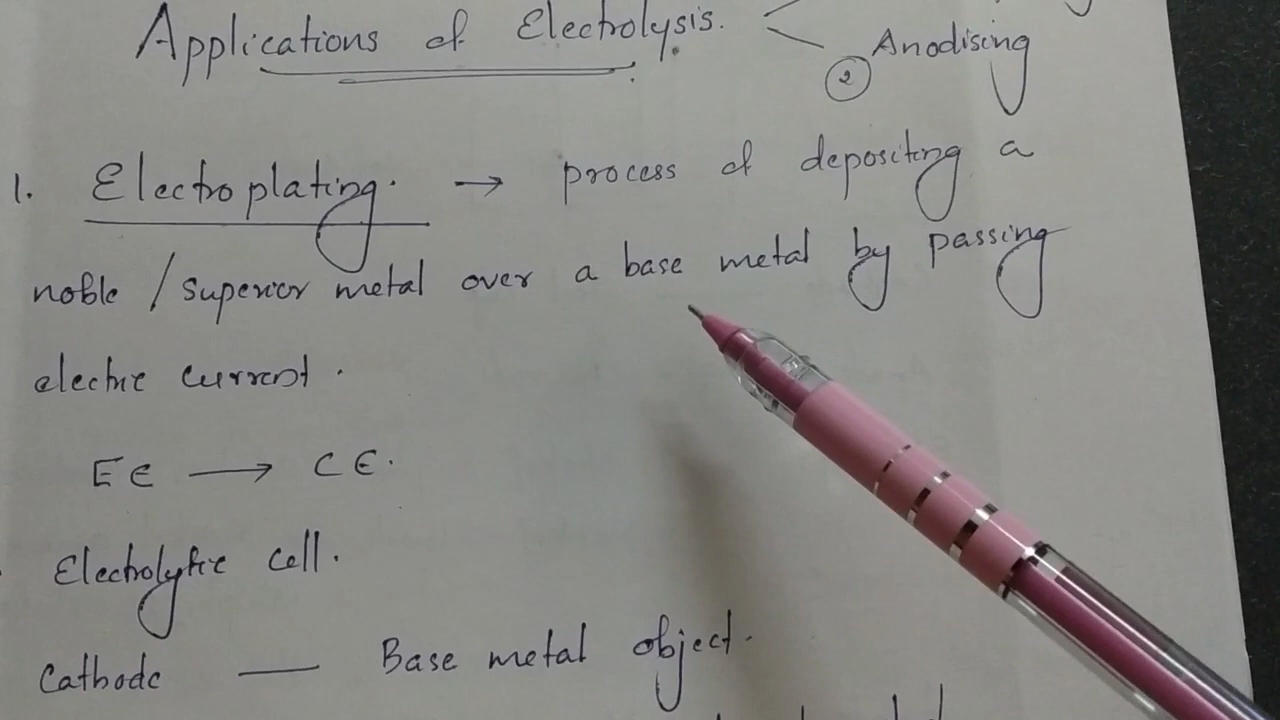 Applications of Electrolysis.
② Anodising
1. Electroplating. → process of depositing a
noble / superior metal over a base metal by passing
electric current.
EE → CE.
Electrolytic cell.
Cathode — Base metal object.